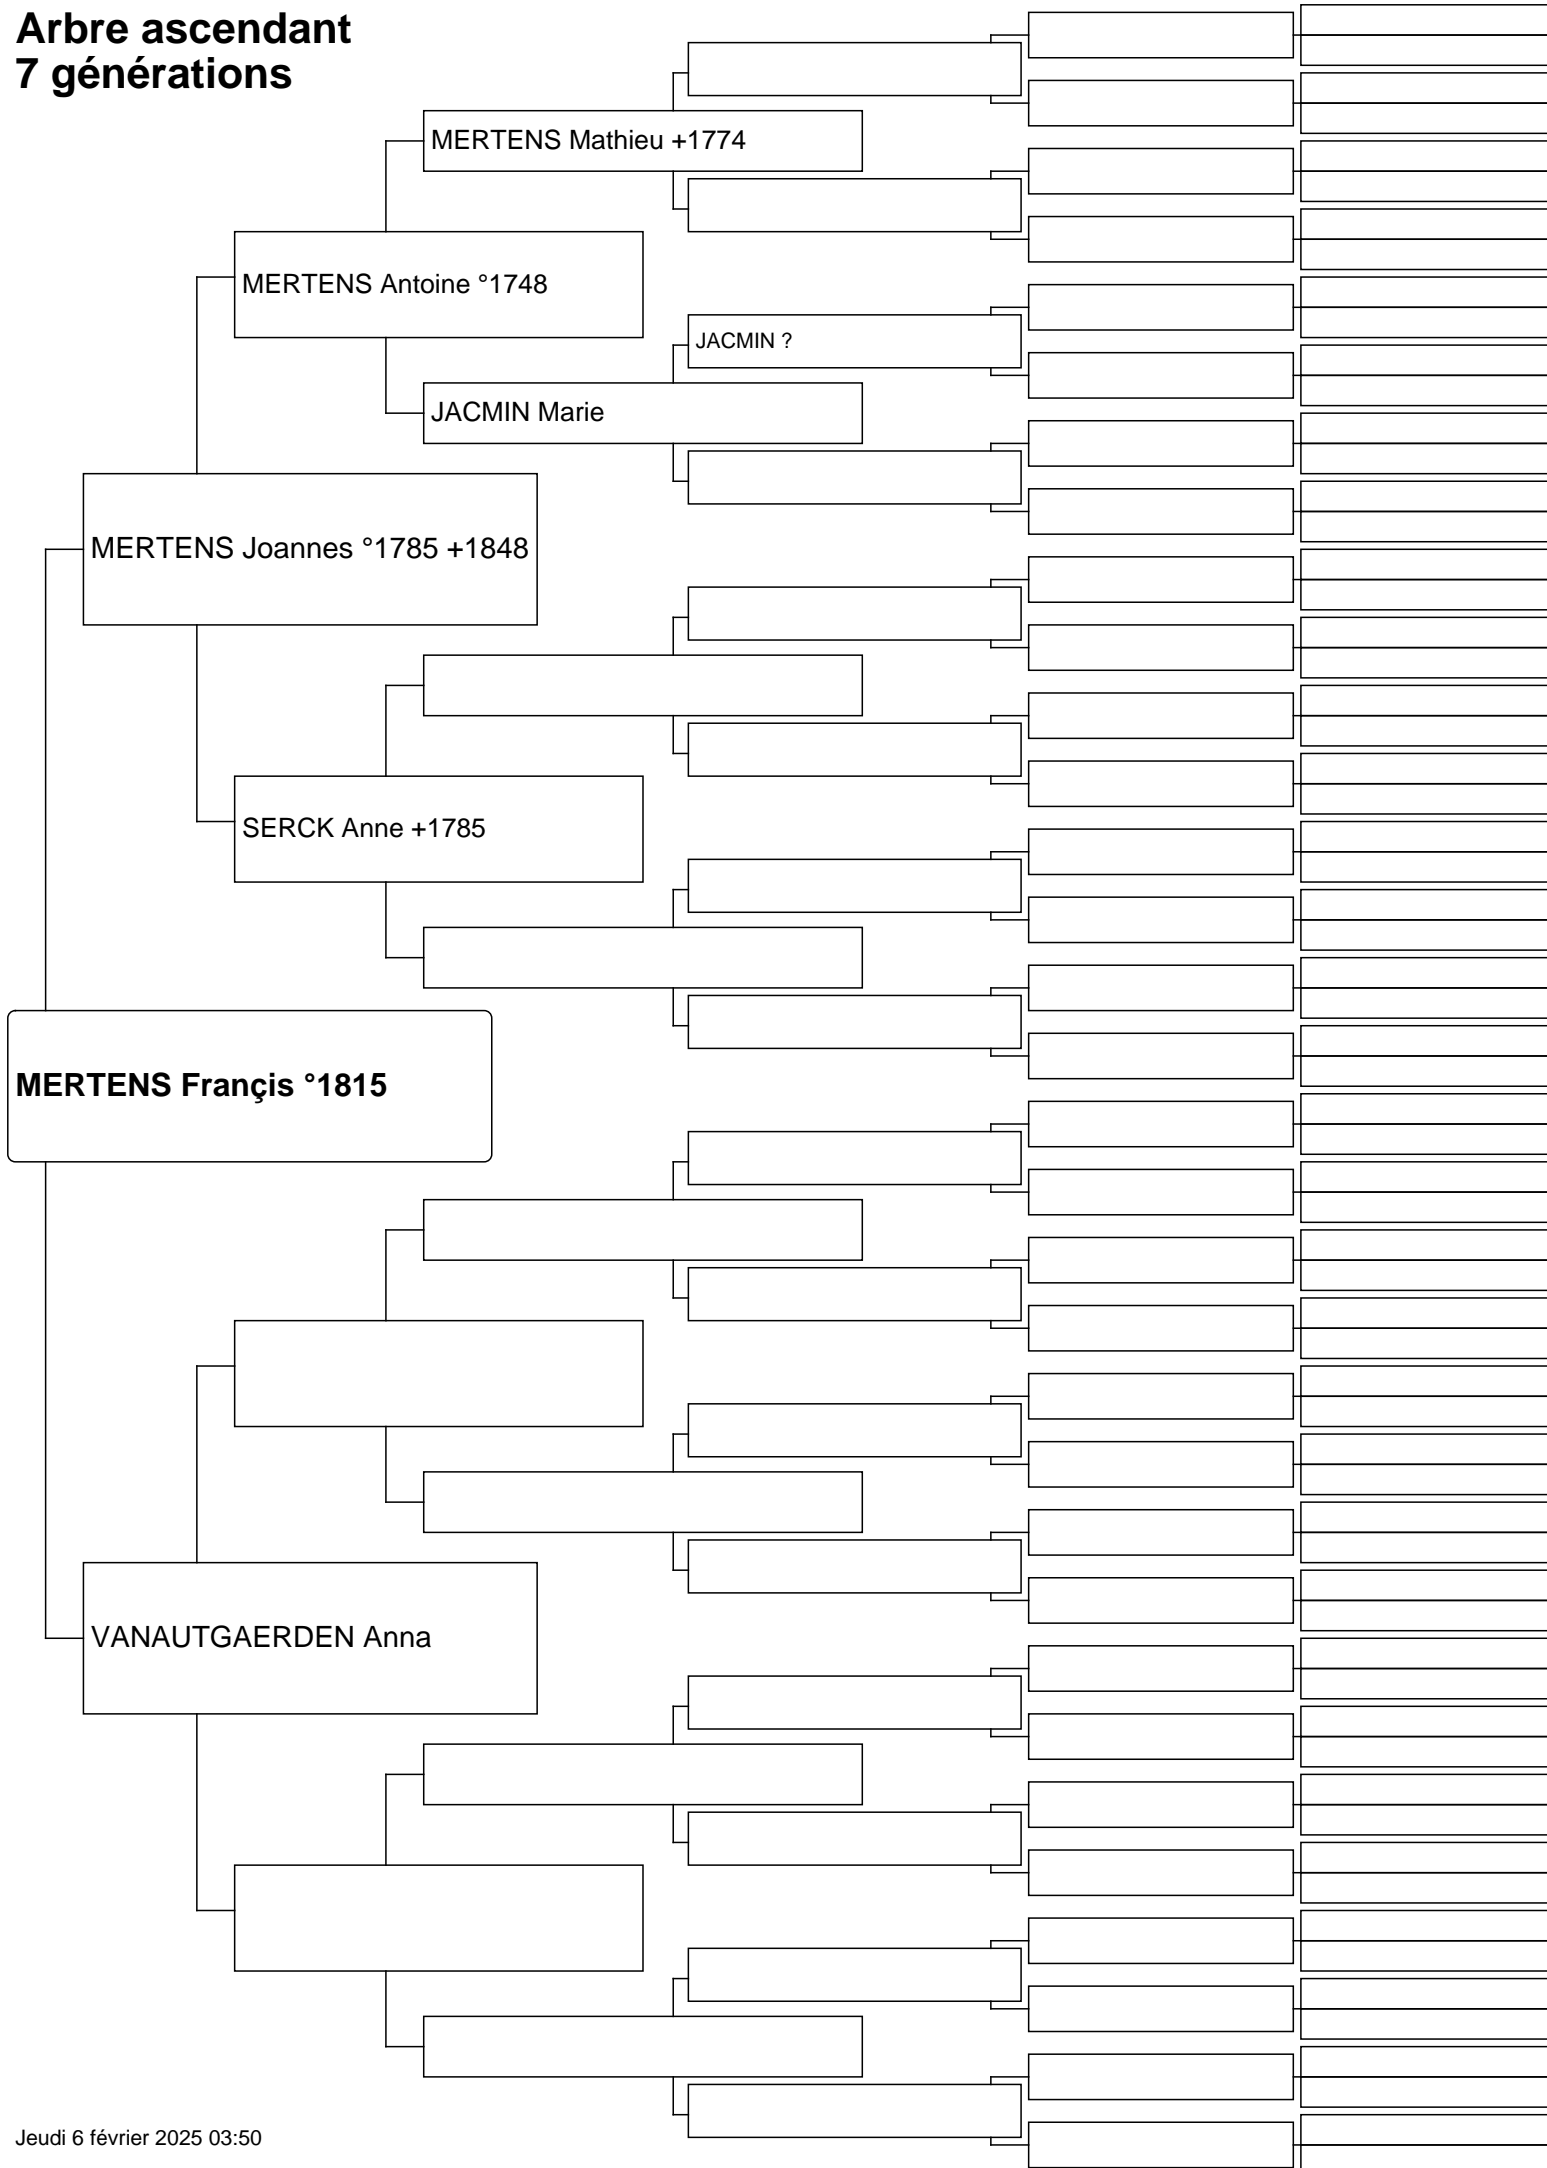 Arbre ascendant
7 générations
MERTENS Mathieu +1774
MERTENS Antoine °1748
JACMIN ?
JACMIN Marie
MERTENS Joannes °1785 +1848
SERCK Anne +1785
MERTENS Françis °1815
VANAUTGAERDEN Anna
Jeudi 6 février 2025 03:50